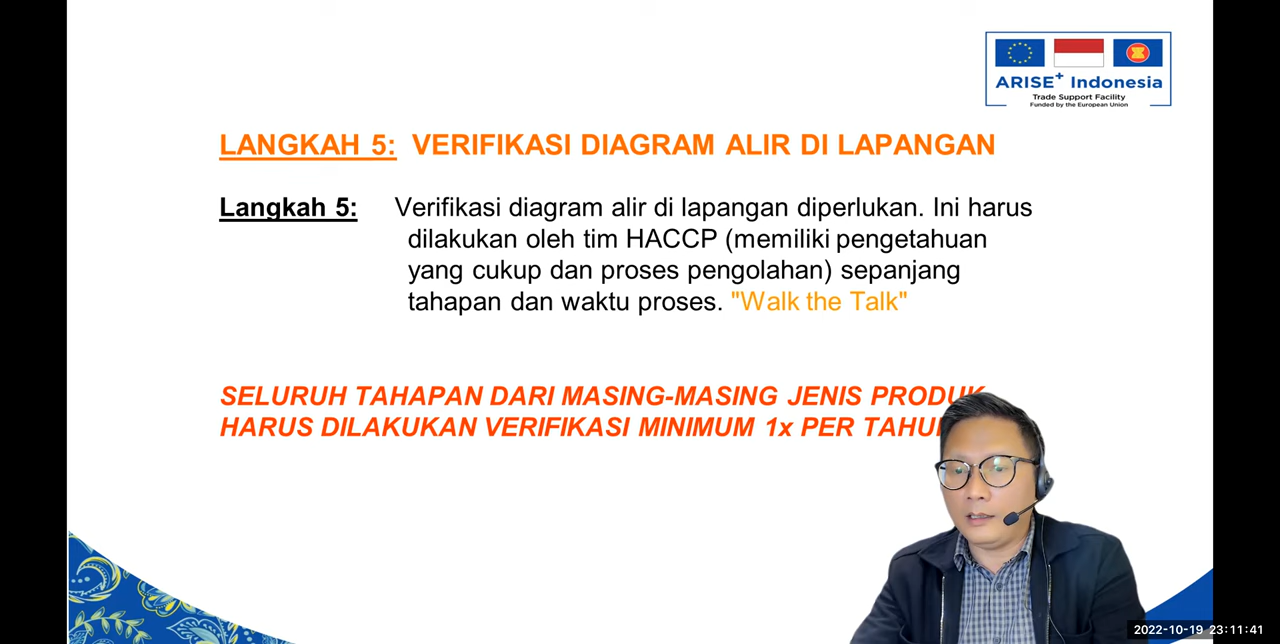 ARISE+ Indonesia
Trade Support Facility
Funded by the European Union
LANGKAH 5: VERIFIKASI DIAGRAM ALIR DI LAPANGAN
Langkah 5: Verifikasi diagram alir di lapangan diperlukan. Ini harus
dilakukan oleh tim HACCP (memiliki pengetahuan
yang cukup dan proses pengolahan) sepanjang
tahapan dan waktu proses. "Walk the Talk"
SELURUH TAHAPAN DARI MASING-MASING JENIS PRODUK
HARUS DILAKUKAN VERIFIKASI MINIMUM 1x PER
2022-10-19 23:11:41